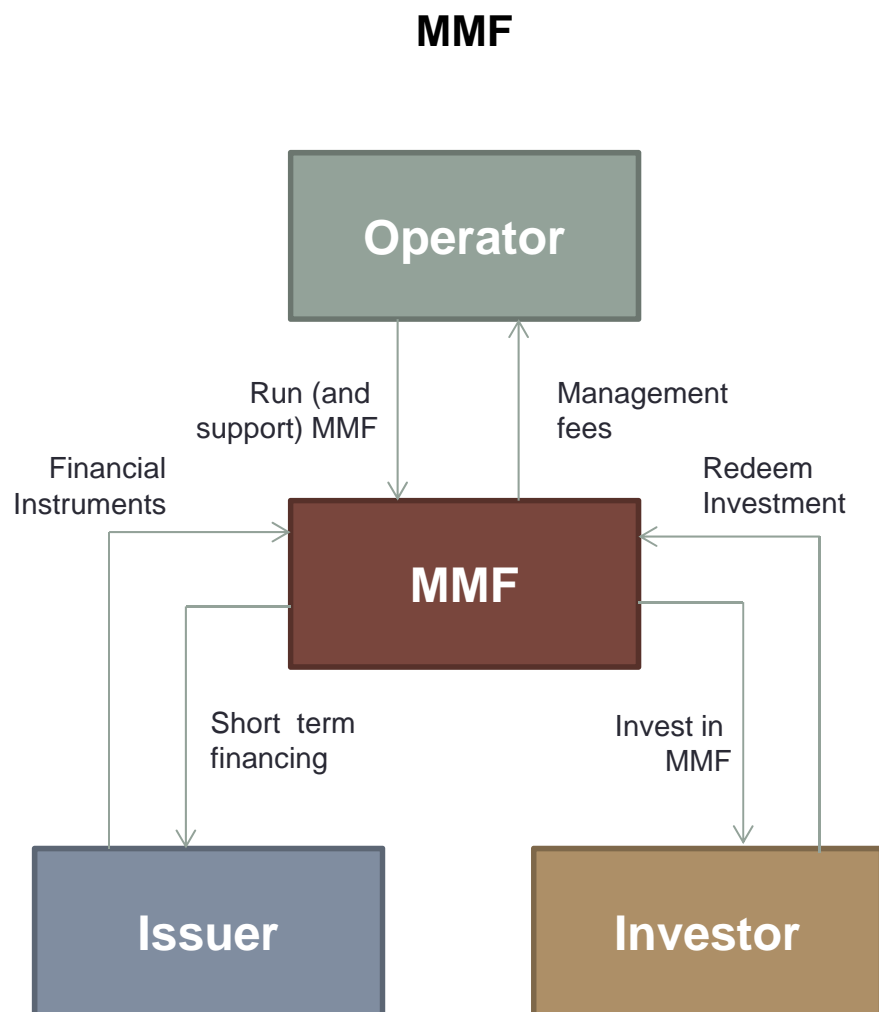 MMF
Operator
Run (and
support) MMF
Management
fees
Financial
Instruments
Redeem
Investment
MMF
Short term
financing
Invest in
MMF
Issuer
Investor